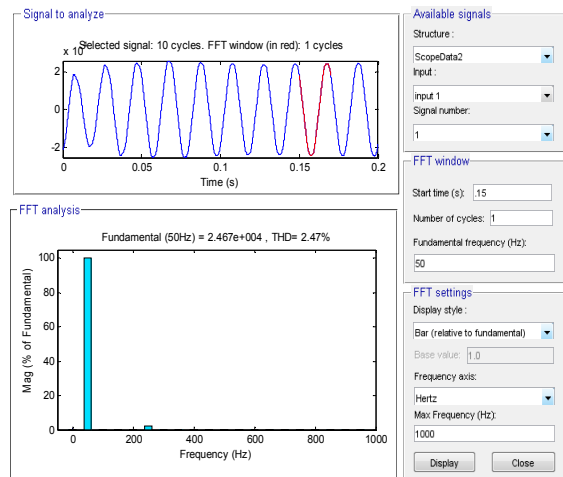 Signal to analyze
Selected signal: 10 cycles. FFT window (in red): 1 cycles
x 10
2
0
-2
0
0.05
0.1
0.15
0.2
Time (s)
FFT analysis
Fundamental (50Hz) = 2.467e+004 , THD= 2.47%
Mag (% of Fundamental)
100
80
60
40
20
0
0
200
400
600
800
1000
Frequency (Hz)
Available signals
Structure :
ScopeData2
Input :
input 1
Signal number:
1
FFT window
Start time (s): .15
Number of cycles: 1
Fundamental frequency (Hz):
50
FFT settings
Display style :
Bar (relative to fundamental)
Base value: 1.0
Frequency axis:
Hertz
Max Frequency (Hz):
1000
Display
Close